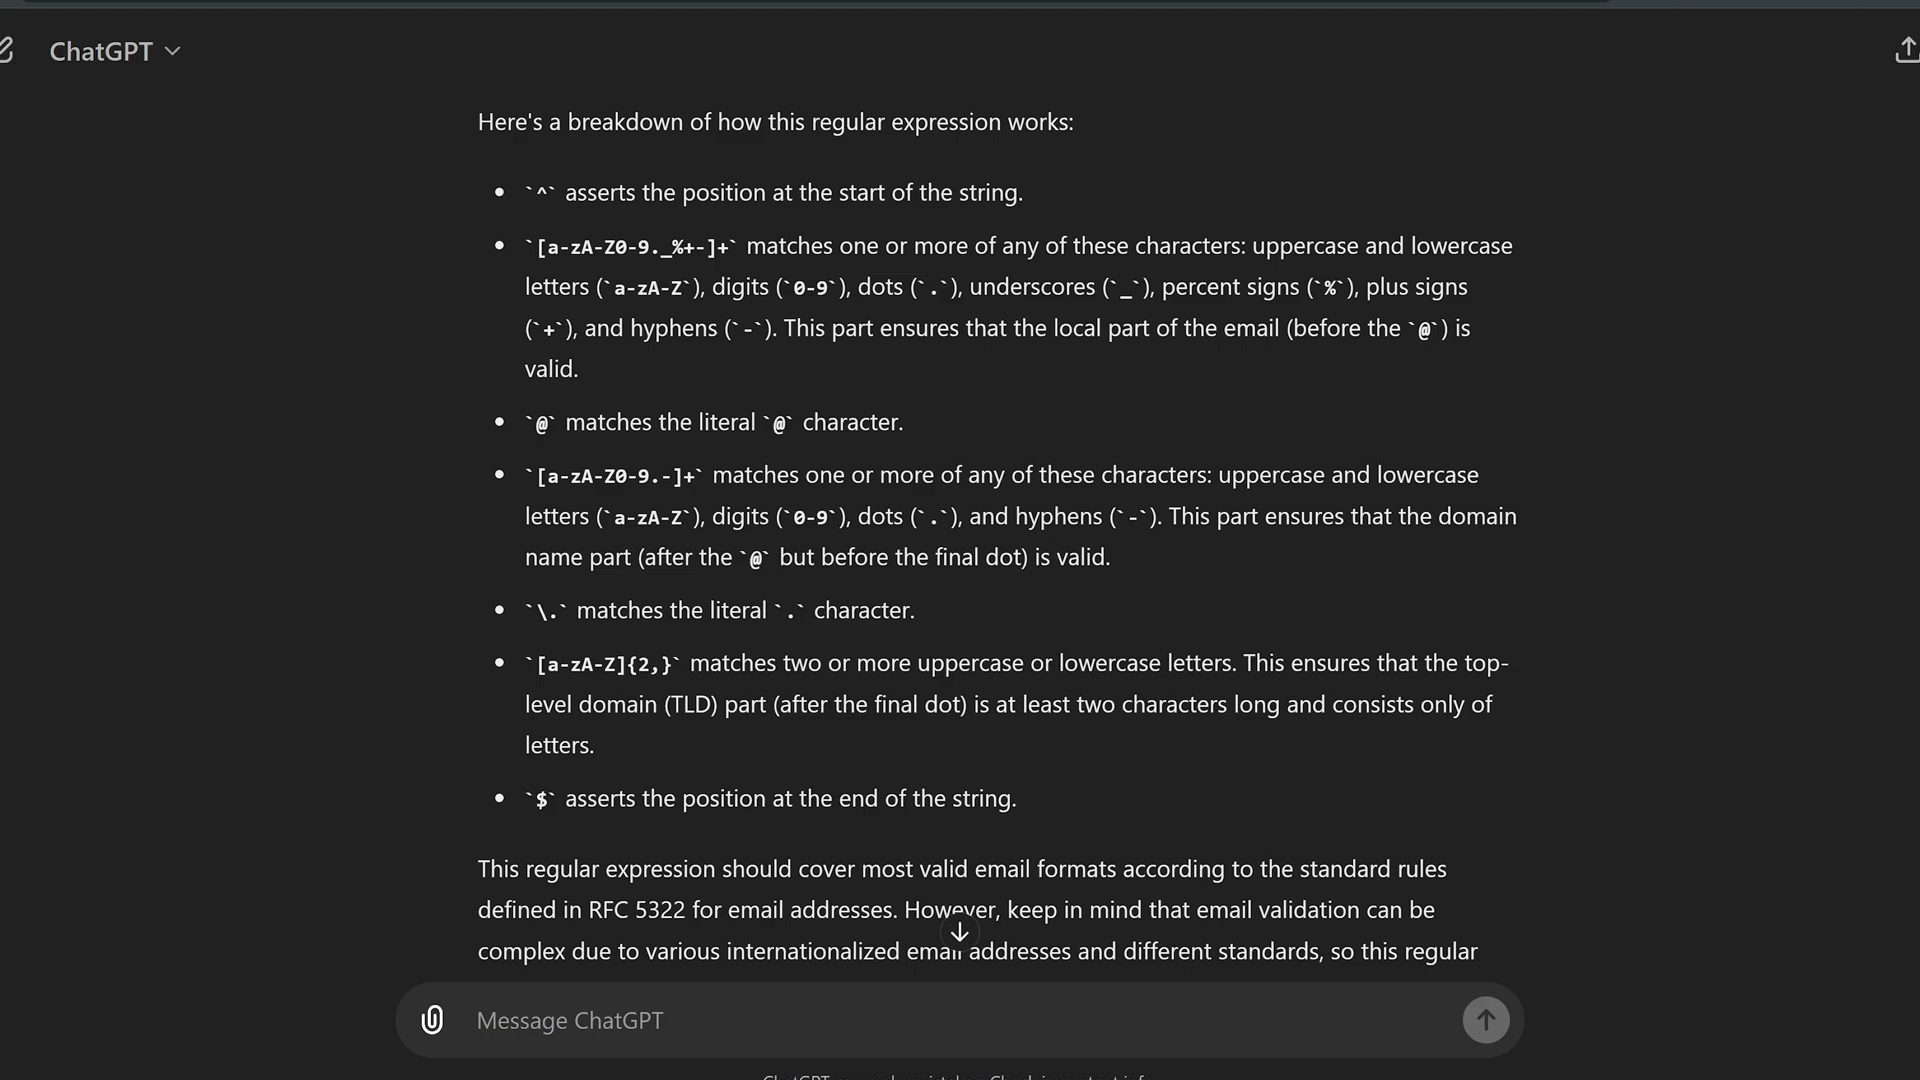 ChatGPT
Here's a breakdown of how this regular expression works:
• `^` asserts the position at the start of the string.
• `[a-zA-Z0-9._%+-]+` matches one or more of any of these characters: uppercase and lowercase
letters (`a-zA-Z`), digits (`0-9`), dots (`.`), underscores (`_`), percent signs (`%`), plus signs
(`+`), and hyphens (`-`). This part ensures that the local part of the email (before the `@`) is
valid.
• `@` matches the literal `@` character.
• `[a-zA-Z0-9.-]+` matches one or more of any of these characters: uppercase and lowercase
letters (`a-zA-Z`), digits (`0-9`), dots (`.`), and hyphens (`-`). This part ensures that the domain
name part (after the `@` but before the final dot) is valid.
• `\.` matches the literal `.` character.
• `[a-zA-Z]{2,}` matches two or more uppercase or lowercase letters. This ensures that the top-
level domain (TLD) part (after the final dot) is at least two characters long and consists only of
letters.
• `$` asserts the position at the end of the string.
This regular expression should cover most valid email formats according to the standard rules
defined in RFC 5322 for email addresses. However, keep in mind that email validation can be
complex due to various internationalized email addresses and different standards, so this regular
Message ChatGPT